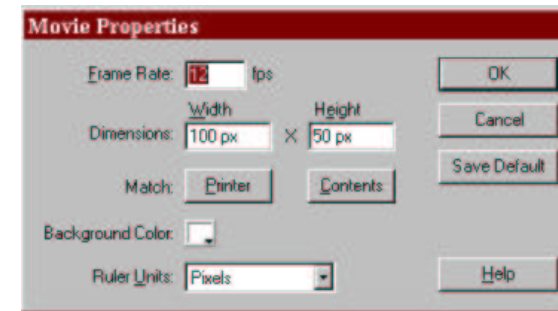 Movie Properties
Frame Rate: 12 fps
OK
Width Height
Dimensions: 100 px X 50 px
Cancel
Save Default
Match: Printer Contents
Background Color:
Ruler Units: Pixels
Help